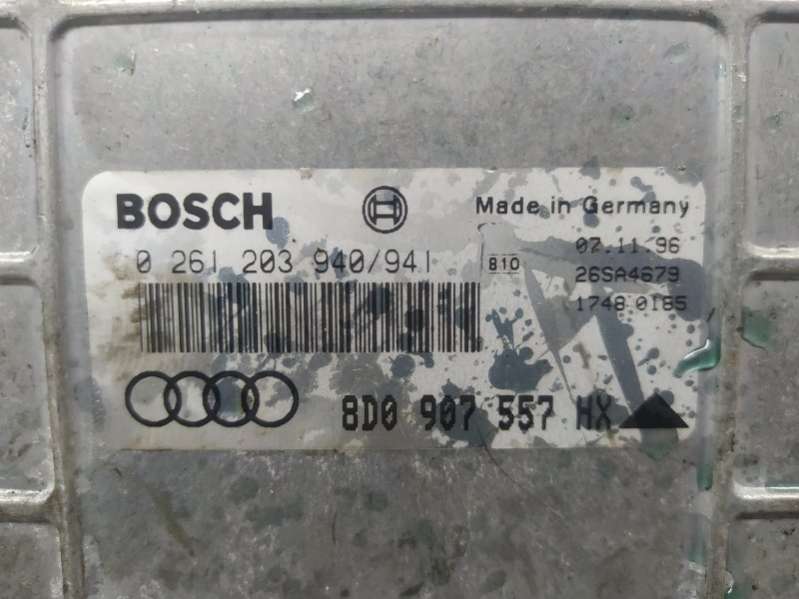 BOSCH
Made in Germany
0 261 203 940/941
810
07.11.96
26SA4679
1748 0185
8D0 907 557 HX